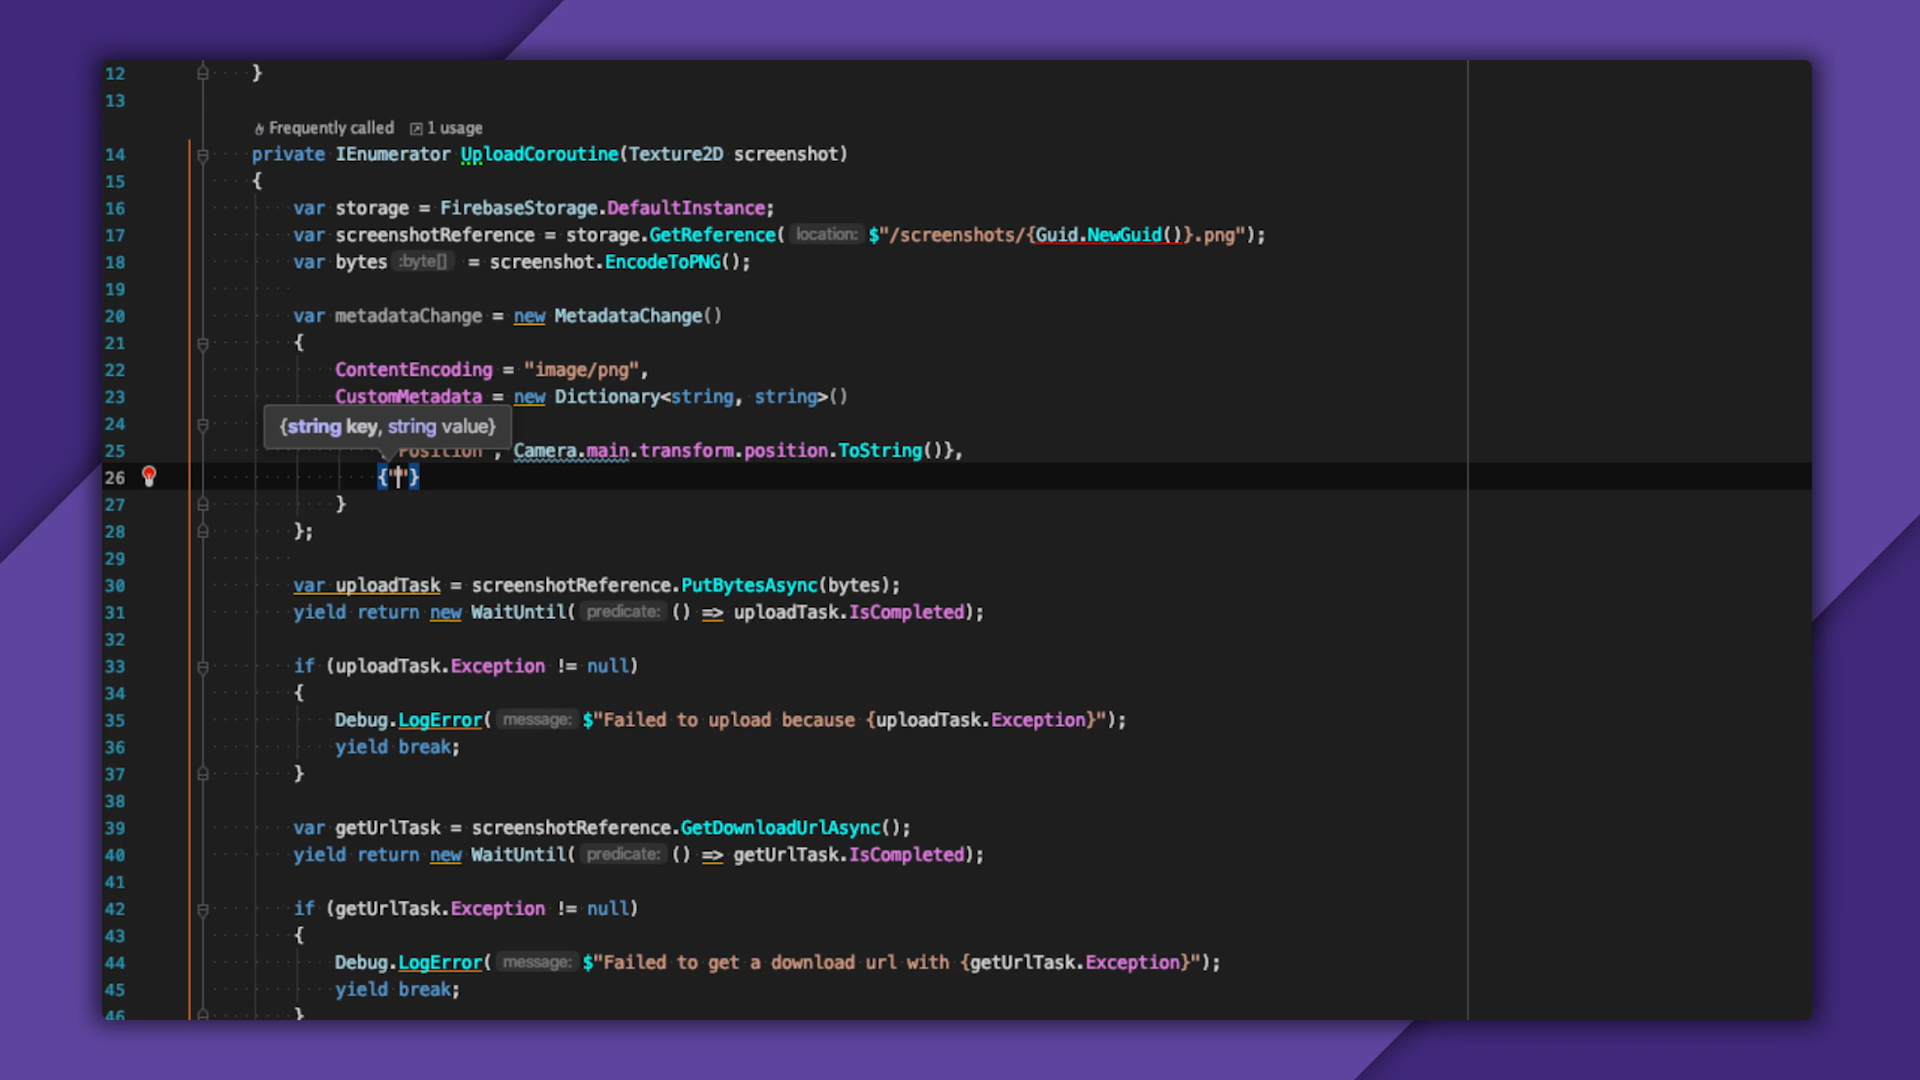 12 }
13
Frequently called 1 usage
14 private IEnumerator UploadCoroutine(Texture2D screenshot)
15 {
16 var storage = FirebaseStorage.DefaultInstance;
17 var screenshotReference = storage.GetReference( location: $"/screenshots/{Guid.NewGuid()}.png");
18 var bytes :byte[] = screenshot.EncodeToPNG();
19
20 var metadataChange = new MetadataChange()
21 {
22 ContentEncoding = "image/png",
23 CustomMetadata = new Dictionary<string, string>()
24
{string key, string value}
25 Position , Camera.main.transform.position.ToString()},
26 {""}
27 }
28 };
29
30 var uploadTask = screenshotReference.PutBytesAsync(bytes);
31 yield return new WaitUntil( predicate: () => uploadTask.IsCompleted);
32
33 if (uploadTask.Exception != null)
34 {
35 Debug.LogError( message: $"Failed to upload because {uploadTask.Exception}");
36 yield break;
37 }
38
39 var getUrlTask = screenshotReference.GetDownloadUrlAsync();
40 yield return new WaitUntil( predicate: () => getUrlTask.IsCompleted);
41
42 if (getUrlTask.Exception != null)
43 {
44 Debug.LogError( message: $"Failed to get a download url with {getUrlTask.Exception}");
45 yield break;
46 }